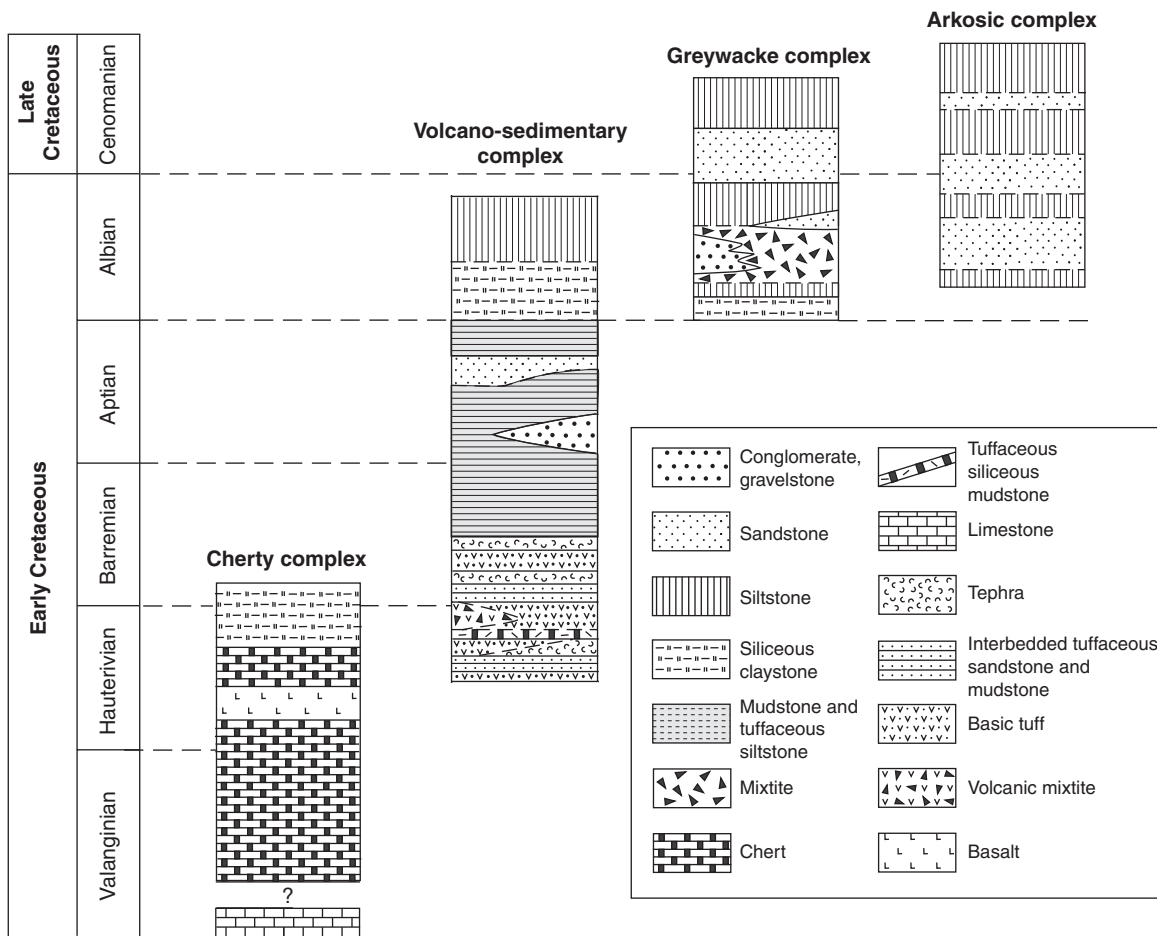 Late
Cretaceous
Early Cretaceous
Cenomanian
Albian
Aptian
Barremian
Hauterivian
Valanginian
Cherty complex
?
Volcano-sedimentary
complex
Greywacke complex
Arkosic complex
Conglomerate,
gravelstone
Sandstone
Siltstone
Siliceous
claystone
Mudstone and
tuffaceous
siltstone
Mixtite
Chert
Tuffaceous
siliceous
mudstone
Limestone
Tephra
Interbedded tuffaceous
sandstone and
mudstone
Basic tuff
Volcanic mixtite
Basalt